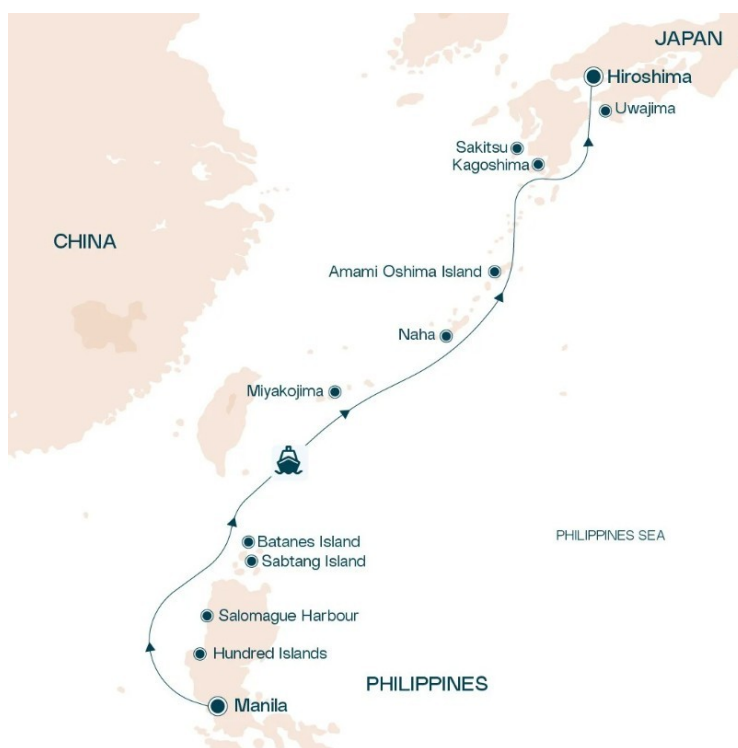 JAPAN
Hiroshima
Uwajima
Sakitsu
Kagoshima
CHINA
Amami Oshima Island
Naha
Miyakojima
PHILIPPINES SEA
Batanes Island
Sabtang Island
Salomague Harbour
Hundred Islands
PHILIPPINES
Manila